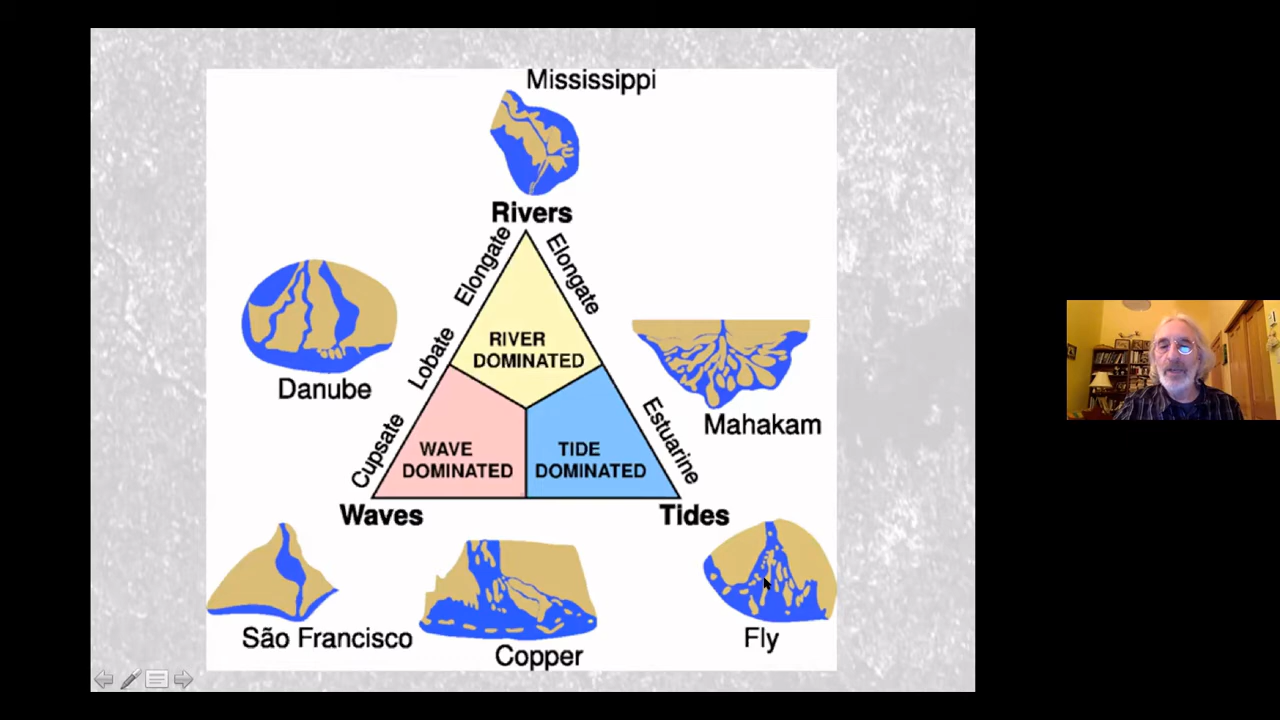 Mississippi
Rivers
Elongate
Elongate
RIVER
DOMINATED
Lobate
Danube
Mahakam
Cuspate
Estuarine
WAVE
DOMINATED
TIDE
DOMINATED
Waves
Tides
São Francisco
Copper
Fly